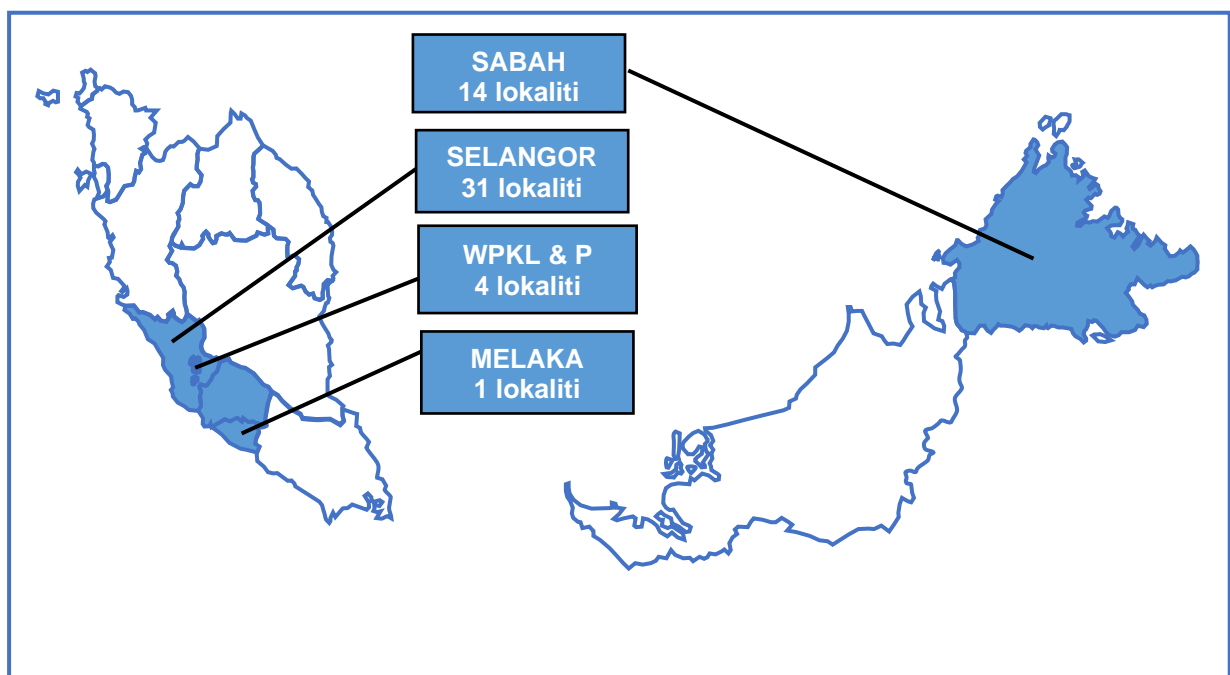 SABAH
14 lokaliti
SELANGOR
31 lokaliti
WPKL & P
4 lokaliti
MELAKA
1 lokaliti